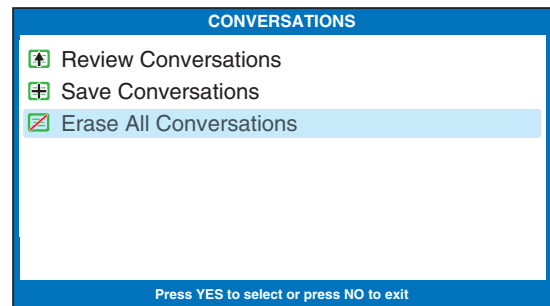 CONVERSATIONS
Review Conversations
Save Conversations
Erase All Conversations
Press YES to select or press NO to exit